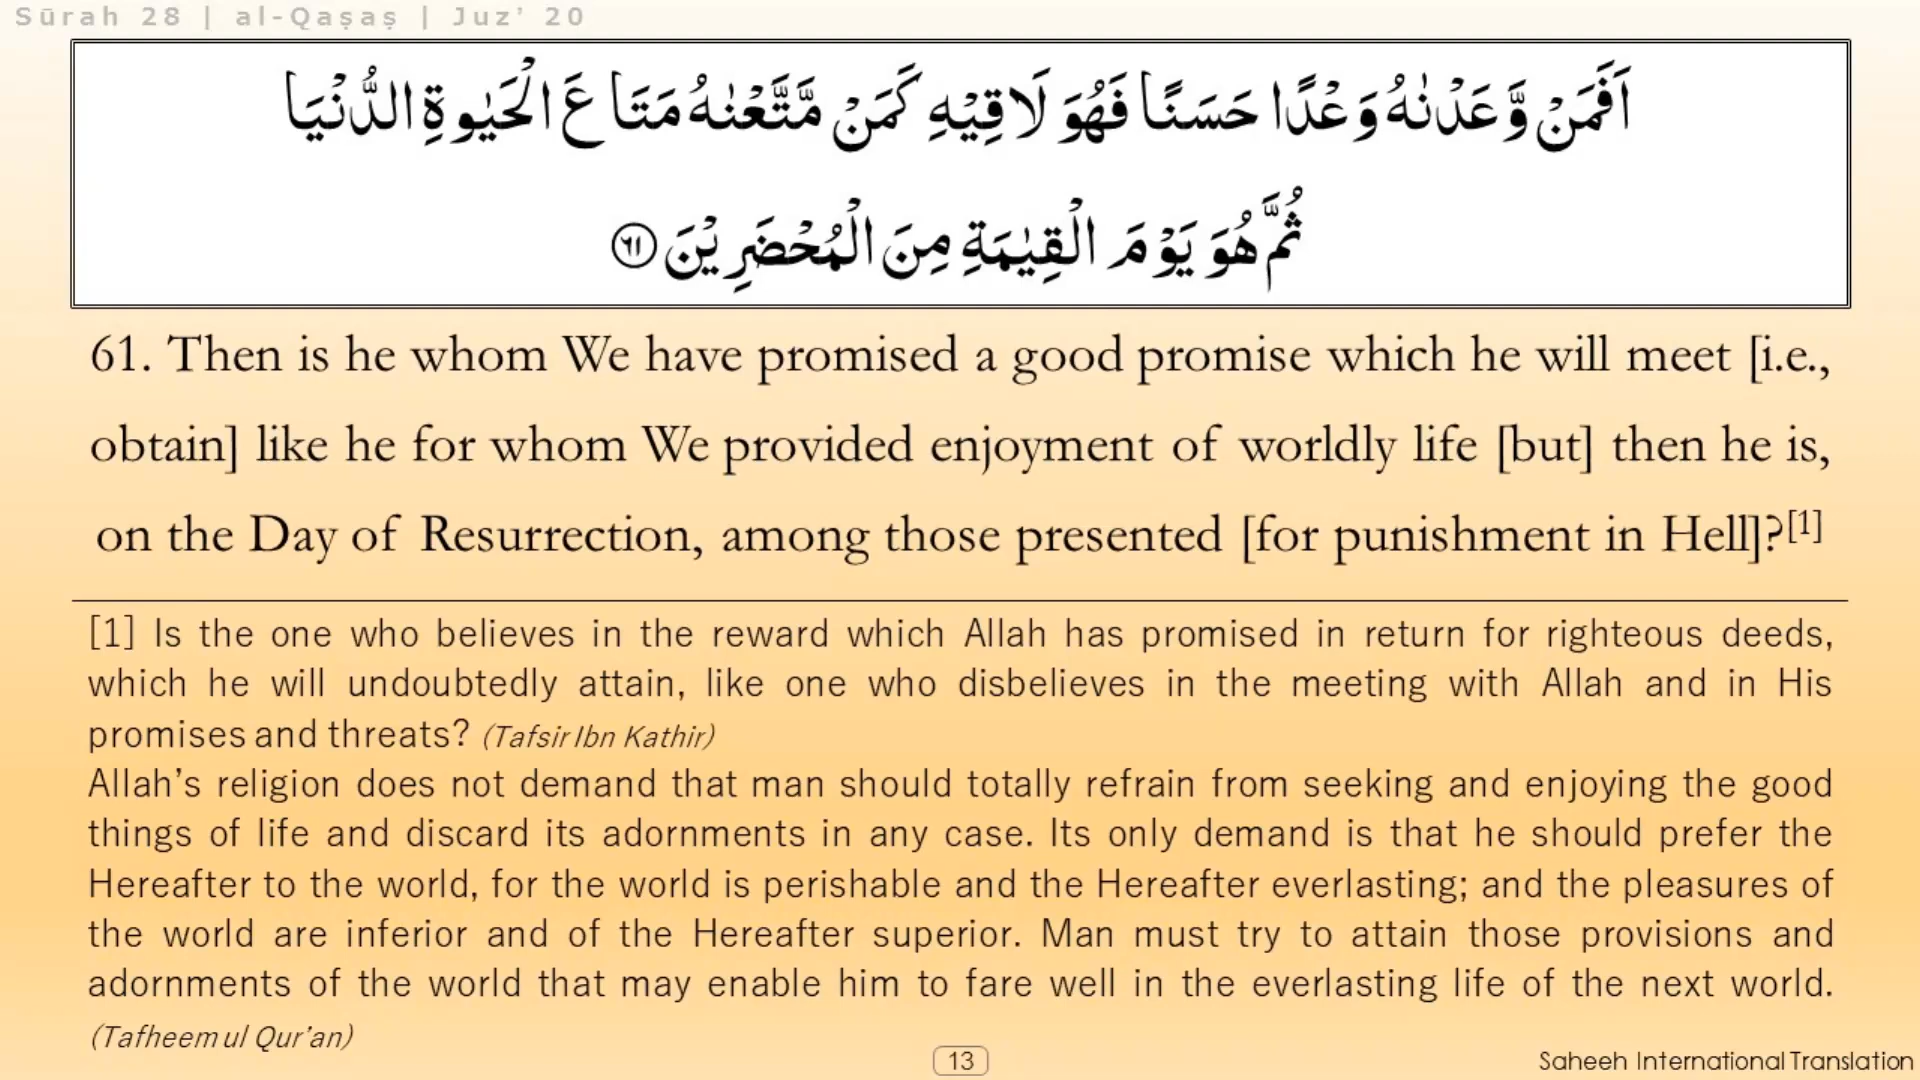 Sūrah 28 | al-Qaṣaṣ | Juz’ 20
اَفَمَنْ وَّعَدْنٰهُ وَعْدًا حَسَنًا فَهُوَ لَاقِيْهِ كَمَنْ مَّتَّعْنٰهُ مَتَاعَ الْحَيٰوةِ الدُّنْيَا
ثُمَّ هُوَ يَوْمَ الْقِيٰمَةِ مِنَ الْمُحْضَرِيْنَ ٦١
61. Then is he whom We have promised a good promise which he will meet [i.e.,
obtain] like he for whom We provided enjoyment of worldly life [but] then he is,
on the Day of Resurrection, among those presented [for punishment in Hell]?[1]
[1] Is the one who believes in the reward which Allah has promised in return for righteous deeds,
which he will undoubtedly attain, like one who disbelieves in the meeting with Allah and in His
promises and threats? (Tafsir Ibn Kathir)
Allah’s religion does not demand that man should totally refrain from seeking and enjoying the good
things of life and discard its adornments in any case. Its only demand is that he should prefer the
Hereafter to the world, for the world is perishable and the Hereafter everlasting; and the pleasures of
the world are inferior and of the Hereafter superior. Man must try to attain those provisions and
adornments of the world that may enable him to fare well in the everlasting life of the next world.
(Tafheem ul Qur’an)
13
Saheeh International Translation